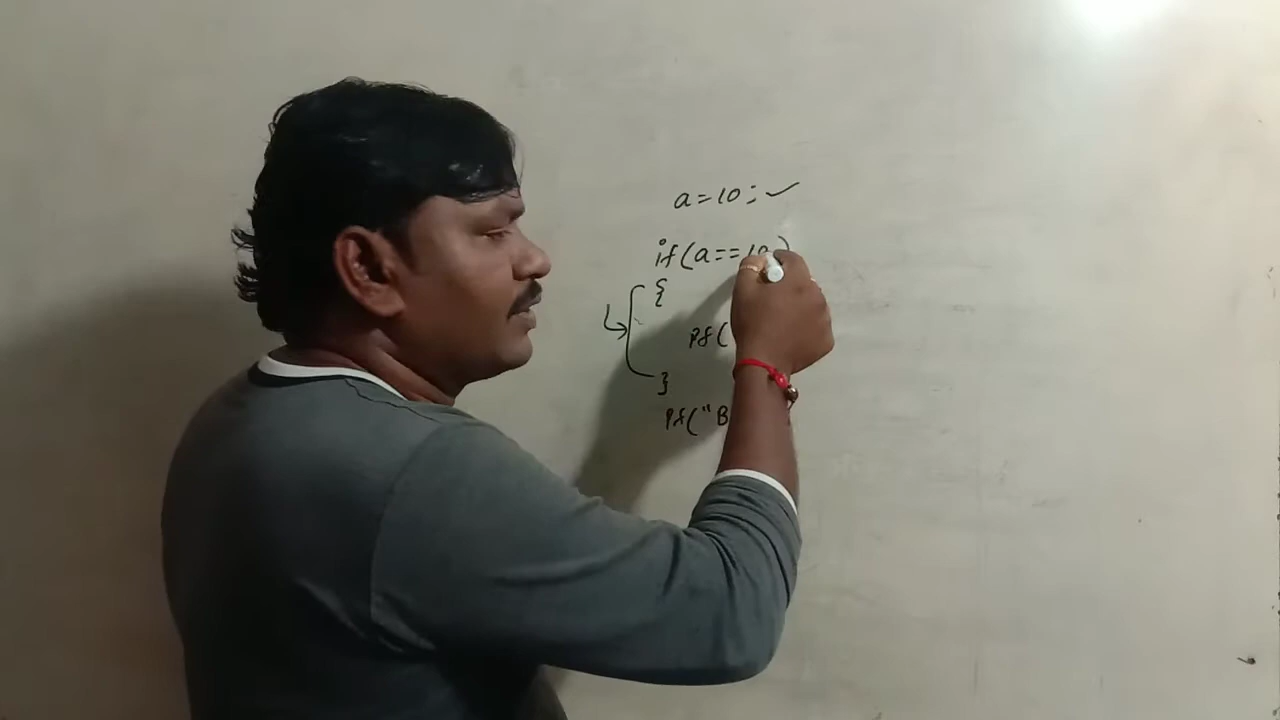 a=10; ✓
if(a==10)
{
Pf(
}
Pf("B